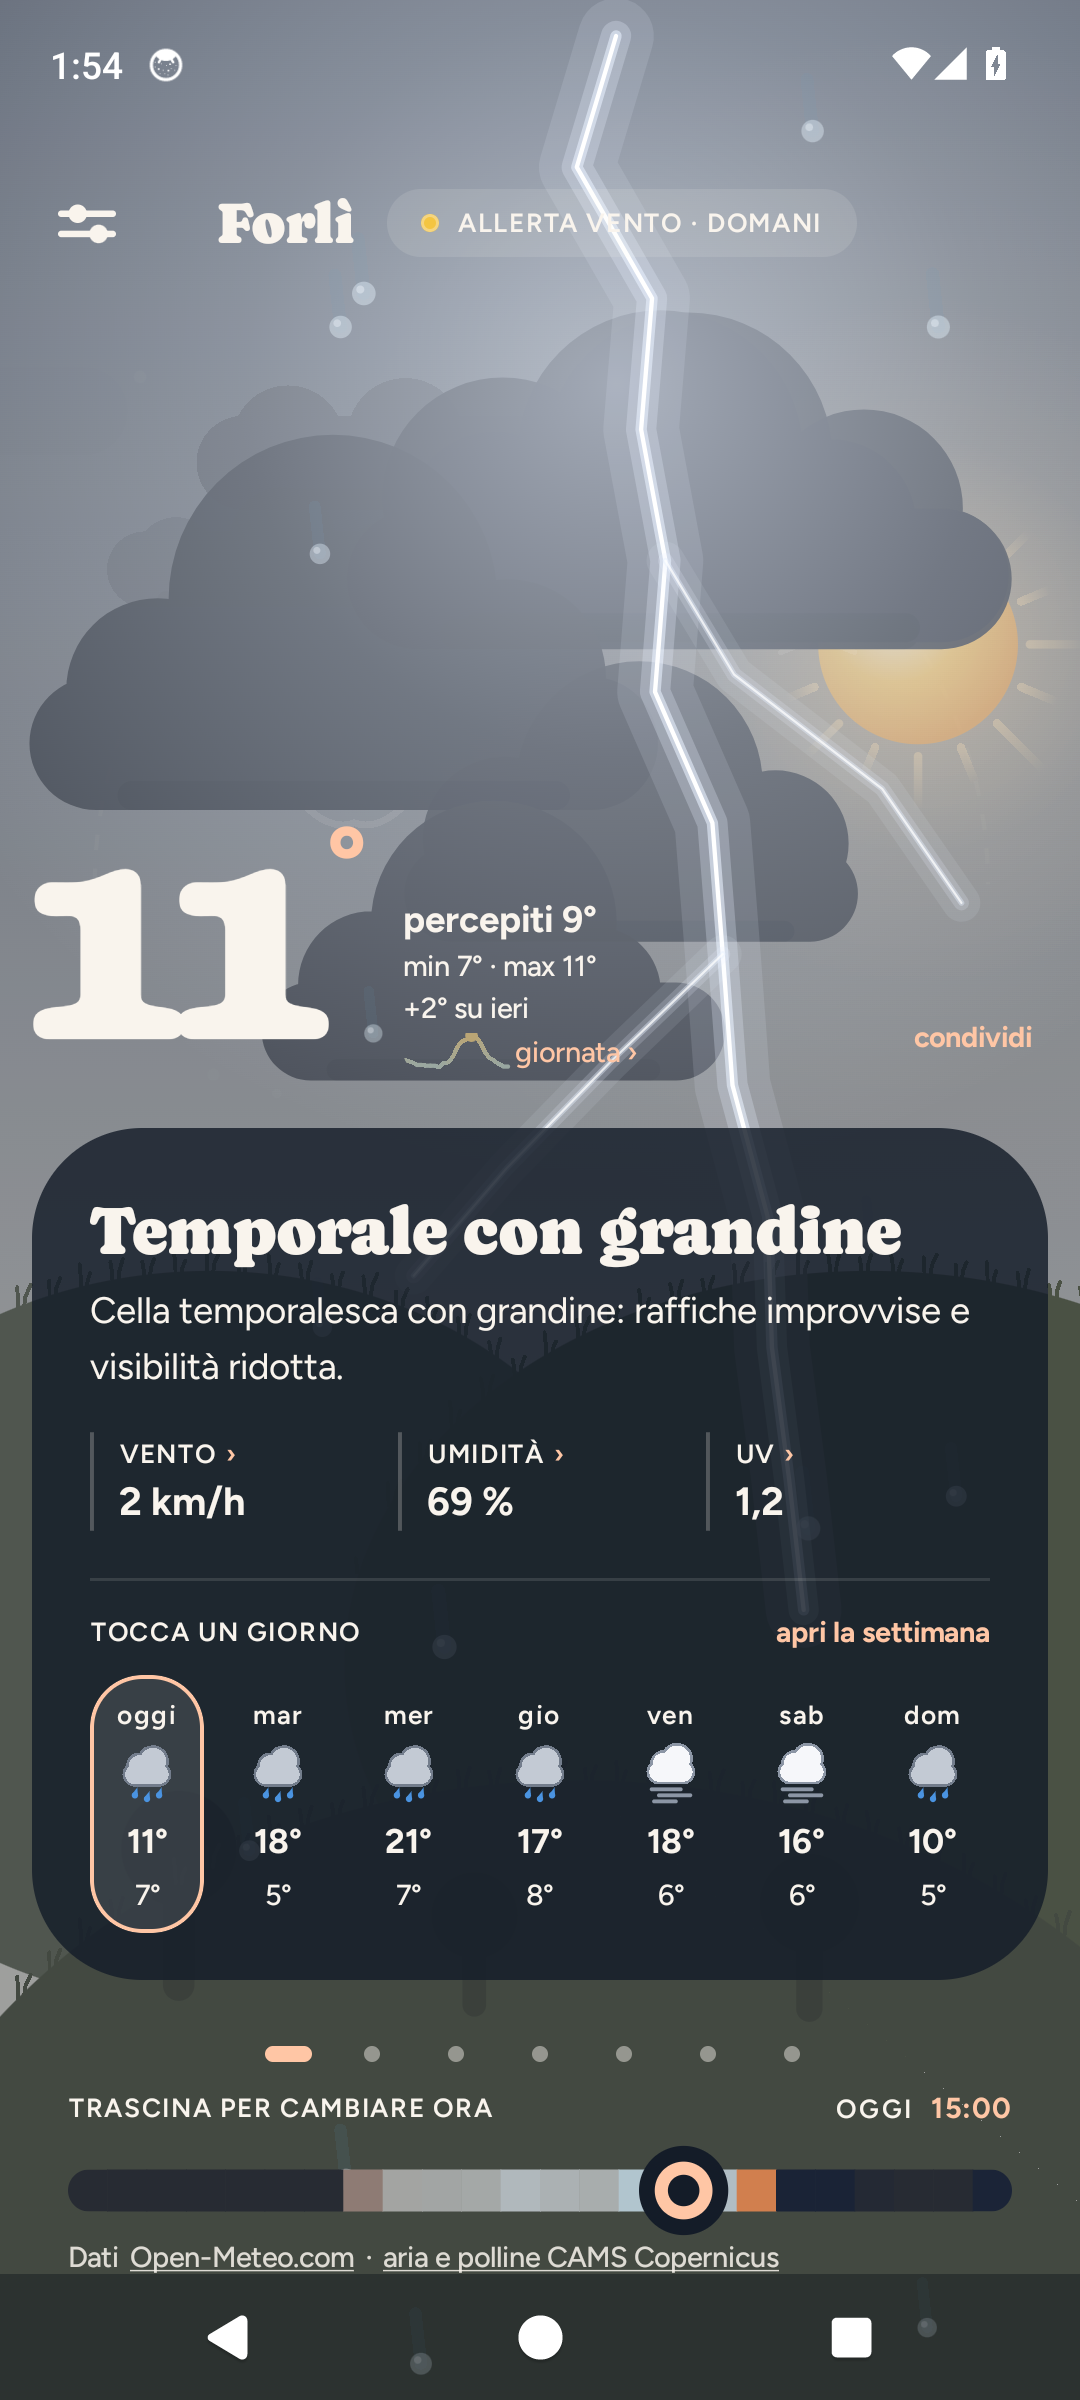 1:54
Forlì
ALLERTA VENTO · DOMANI
11°
percepiti 9°
min 7° · max 11°
+2° su ieri
giornata ›
condividi
Temporale con grandine
Cella temporalesca con grandine: raffiche improvvise e
visibilità ridotta.
VENTO › UMIDITÀ › UV ›
2 km/h 69 % 1,2
TOCCA UN GIORNO apri la settimana
oggi mar mer gio ven sab dom
11° 18° 21° 17° 18° 16° 10°
7° 5° 7° 8° 6° 6° 5°
TRASCINA PER CAMBIARE ORA OGGI 15:00
Dati Open-Meteo.com · aria e polline CAMS Copernicus